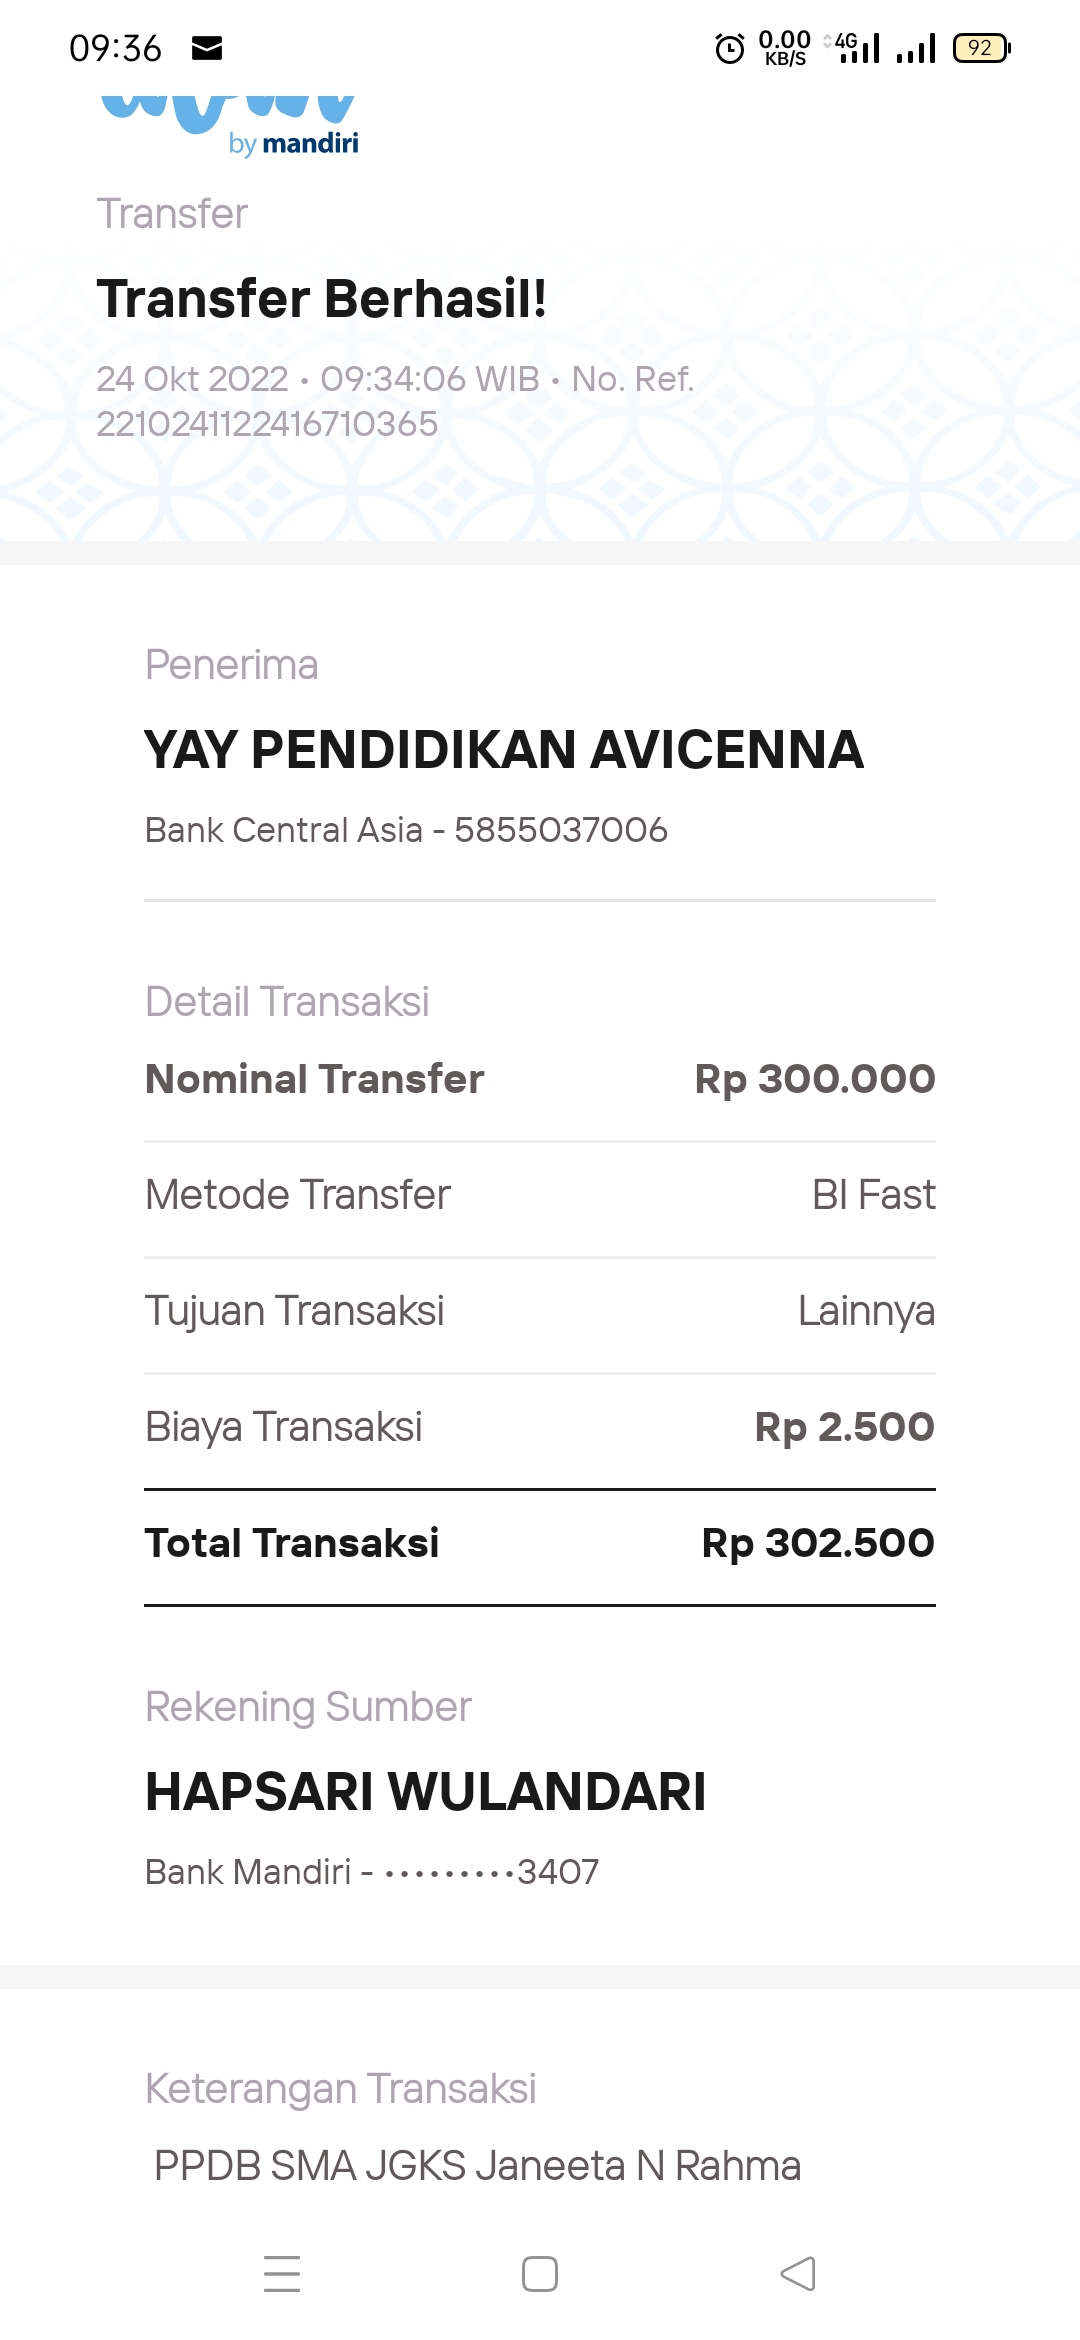 09:36
0.00
KB/S
4G
92
by mandiri
Transfer
Transfer Berhasil!
24 Okt 2022 • 09:34:06 WIB • No. Ref.
2210241122416710365
Penerima
YAY PENDIDIKAN AVICENNA
Bank Central Asia - 5855037006
Detail Transaksi
Nominal Transfer Rp 300.000
Metode Transfer BI Fast
Tujuan Transaksi Lainnya
Biaya Transaksi Rp 2.500
Total Transaksi Rp 302.500
Rekening Sumber
HAPSARI WULANDARI
Bank Mandiri - •••••••••3407
Keterangan Transaksi
PPDB SMA JGKS Janeeta N Rahma